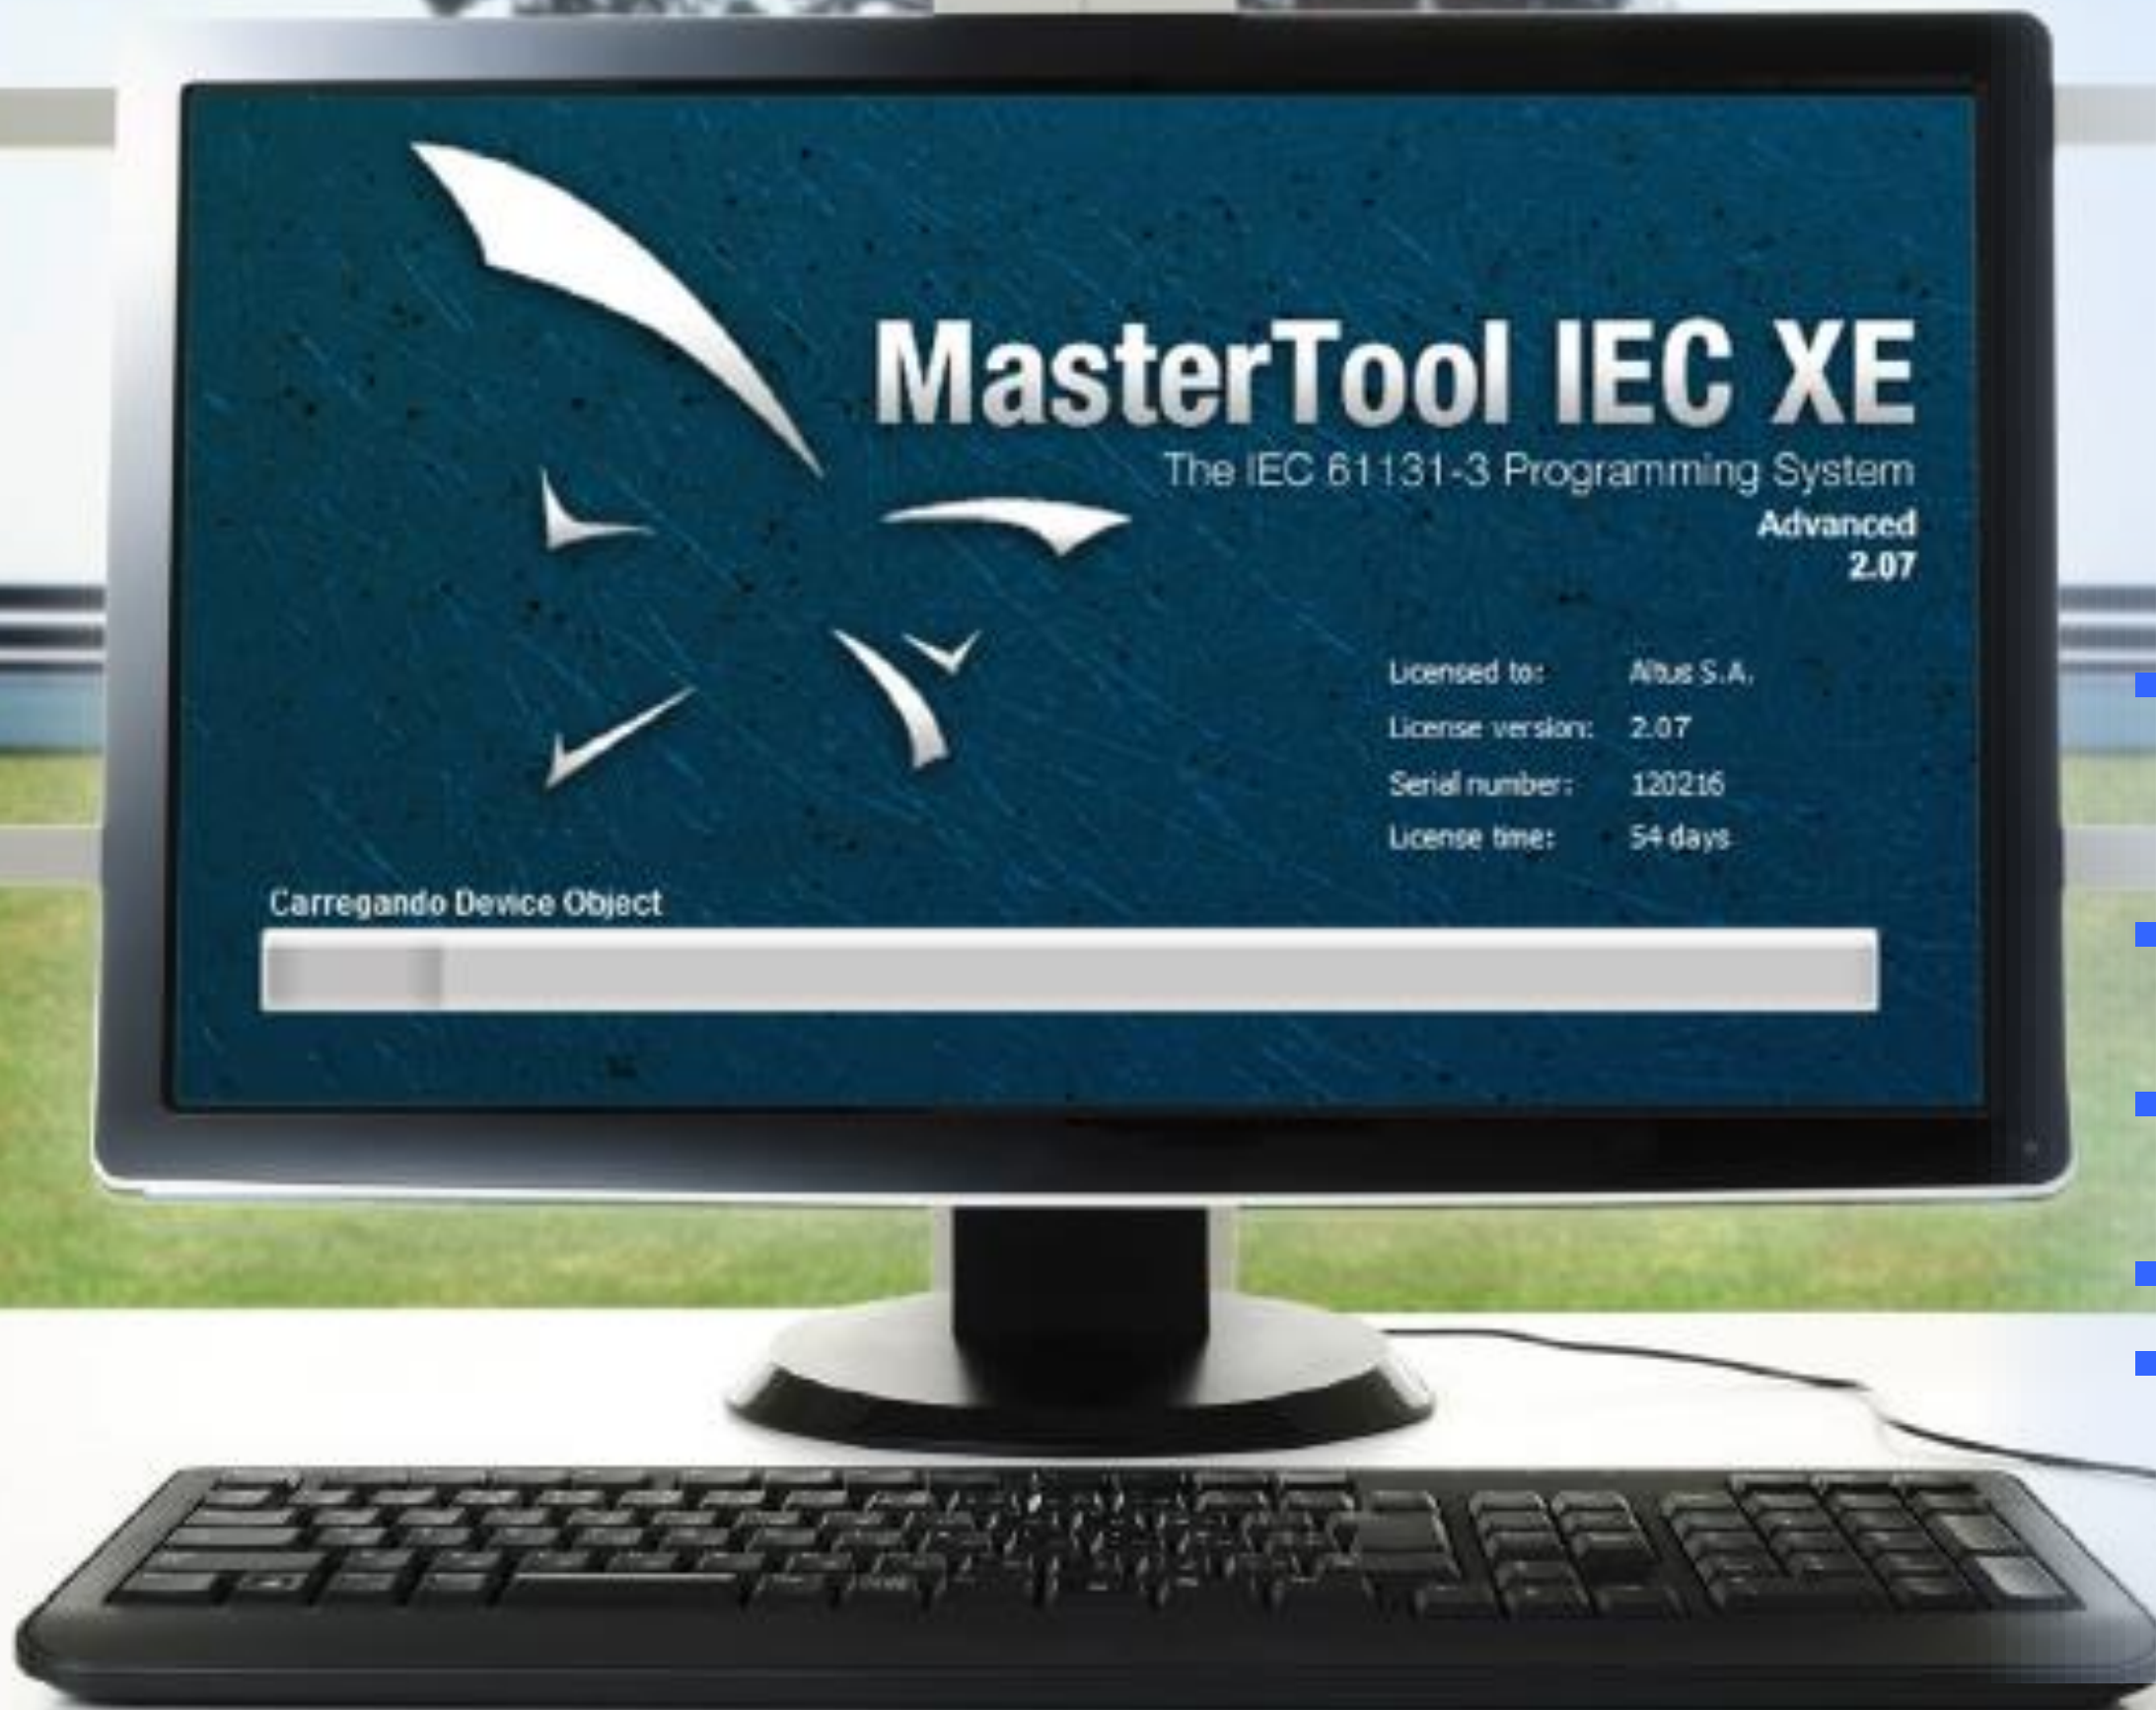 MasterTool IEC XE
The IEC 61131-3 Programming System
Advanced
2.07
Licensed to: Altus S.A.
License version: 2.07
Serial number: 120216
License time: 54 days
Carregando Device Object